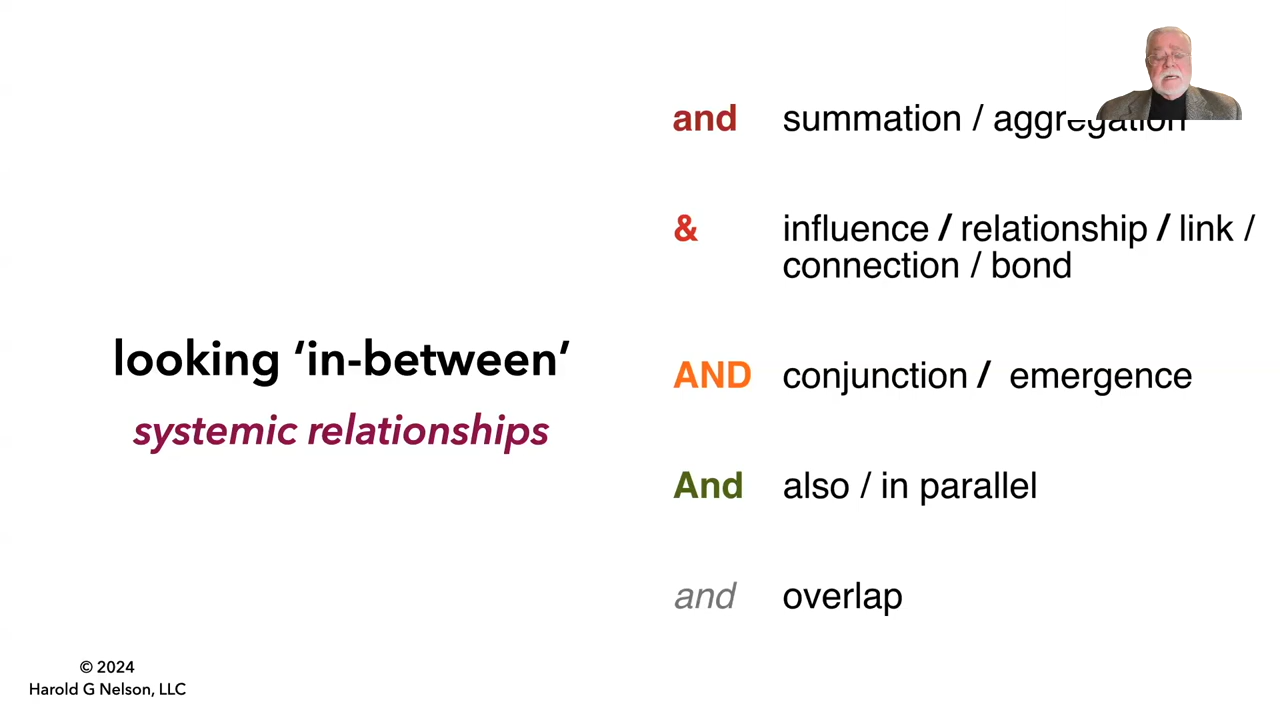 looking ‘in-between’
systemic relationships
and summation / aggregation
& influence / relationship / link /
connection / bond
AND conjunction / emergence
And also / in parallel
and overlap
© 2024
Harold G Nelson, LLC